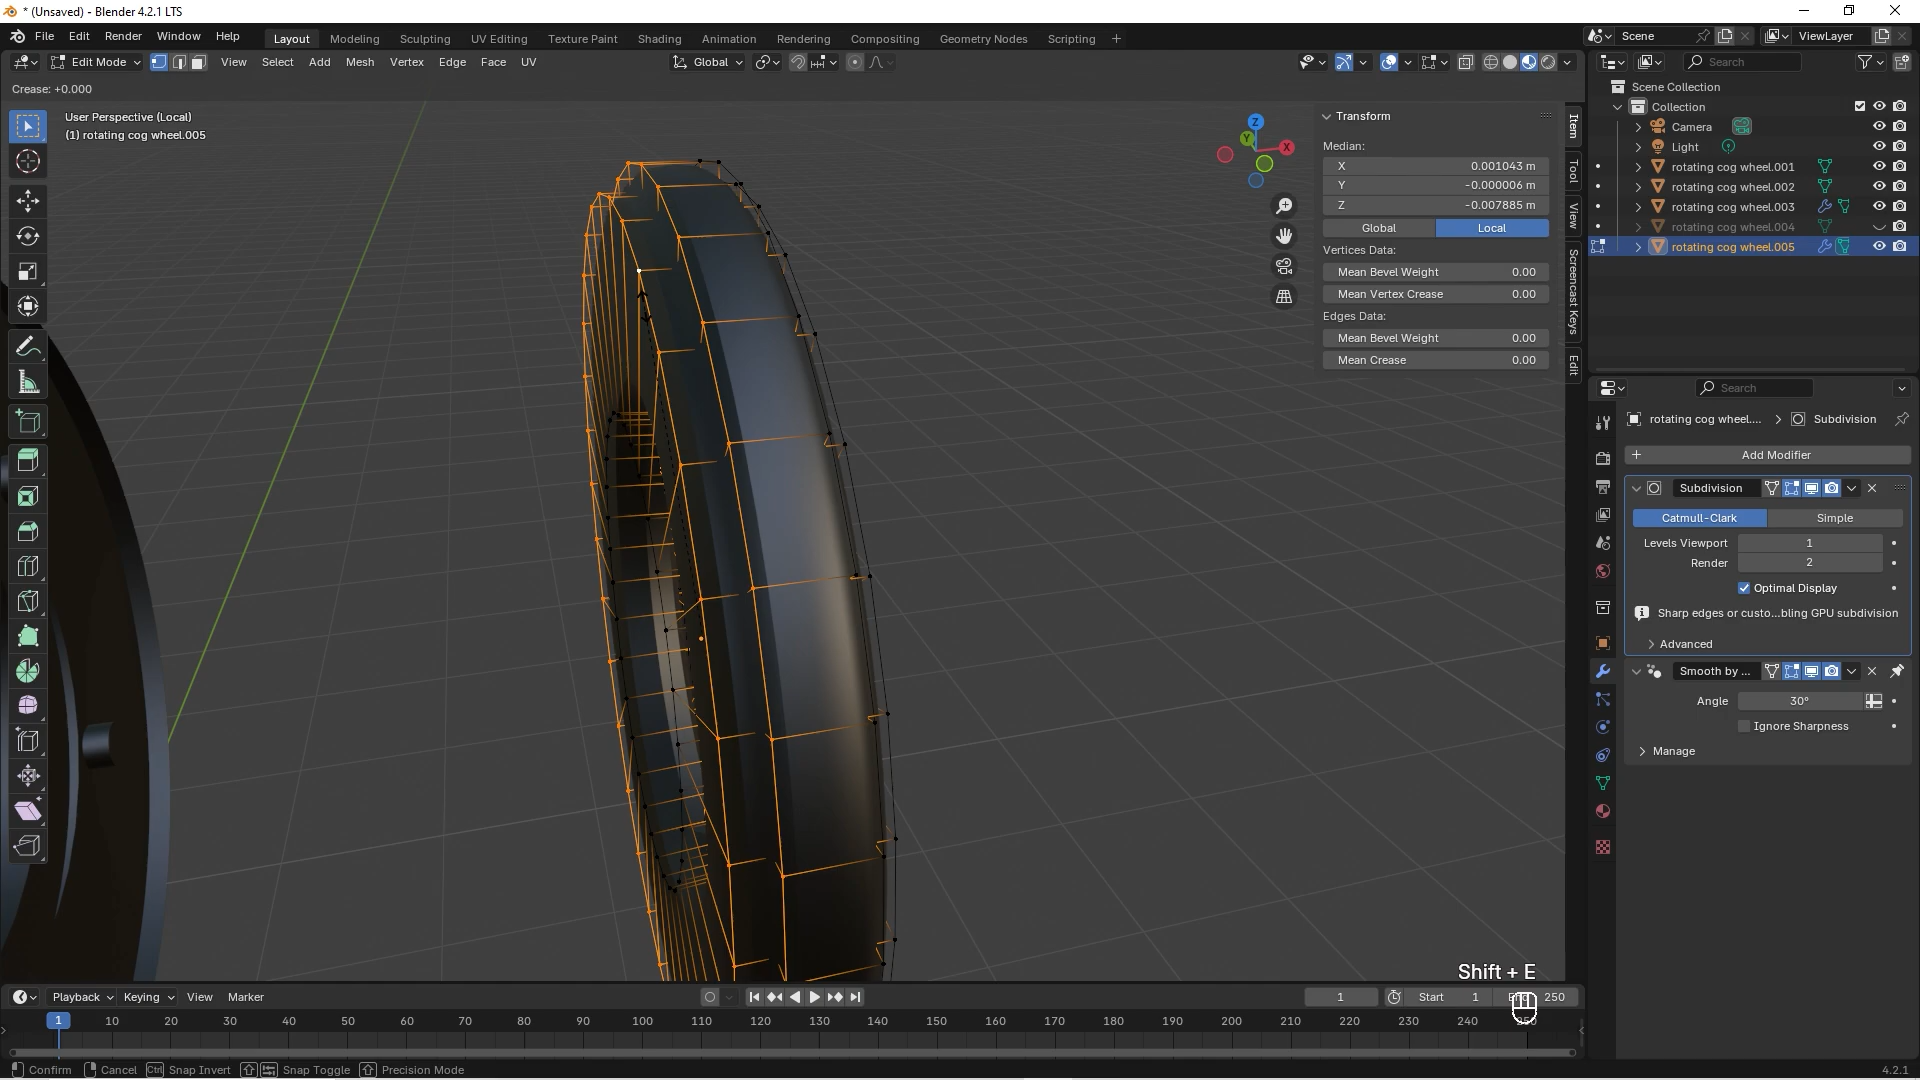 * (Unsaved) - Blender 4.2.1 LTS
File Edit Render Window Help
Layout Modeling Sculpting UV Editing Texture Paint Shading Animation Rendering Compositing Geometry Nodes Scripting +
Scene ViewLayer
Edit Mode View Select Add Mesh Vertex Edge Face UV Global
Search
Crease: +0.000
User Perspective (Local)
(1) rotating cog wheel.005
Z
Y
X
Transform
Median:
X 0.001043 m
Y -0.000006 m
Z -0.007885 m
Global Local
Vertices Data:
Mean Bevel Weight 0.00
Mean Vertex Crease 0.00
Edges Data:
Mean Bevel Weight 0.00
Mean Crease 0.00
Item
Tool
View
Screencast Keys
Edit
Scene Collection
Collection
Camera
Light
rotating cog wheel.001
rotating cog wheel.002
rotating cog wheel.003
rotating cog wheel.004
rotating cog wheel.005
Search
rotating cog wheel.... > Subdivision
+ Add Modifier
Subdivision
Catmull-Clark Simple
Levels Viewport 1
Render 2
Optimal Display
Sharp edges or custo...bling GPU subdivision
Advanced
Smooth by ...
Angle 30°
Ignore Sharpness
Manage
Shift + E
Playback Keying View Marker
1 Start 1 250
1 10 20 30 40 50 60 70 80 90 100 110 120 130 140 150 160 170 180 190 200 210 220 230 240 250
Confirm Cancel Ctrl Snap Invert Snap Toggle Precision Mode
4.2.1